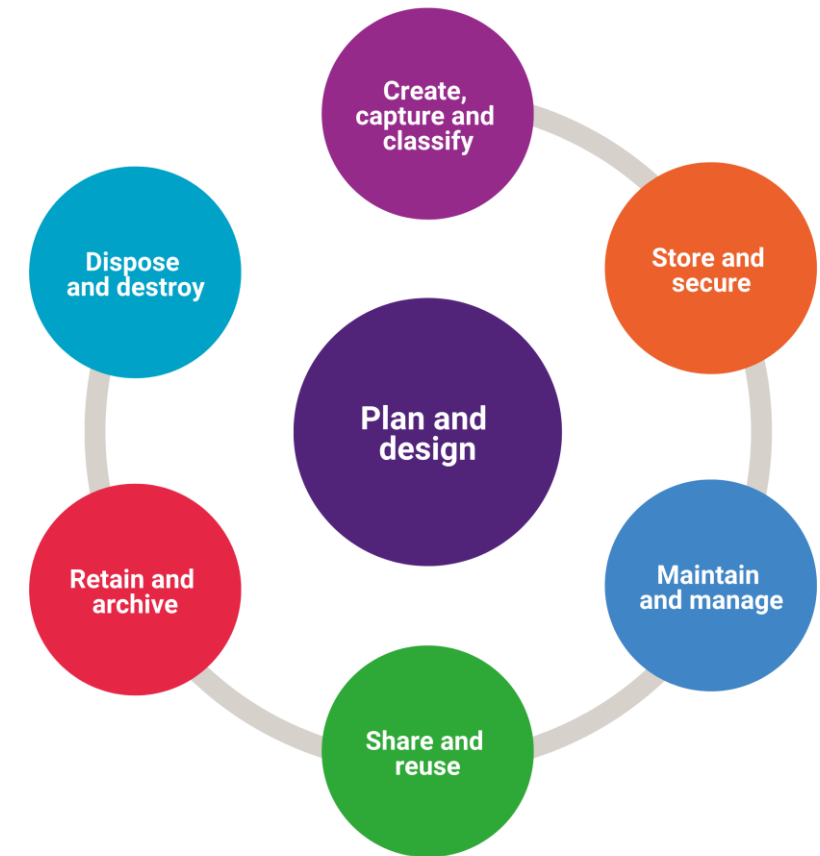 Create,
capture and
classify
Store and
secure
Maintain
and manage
Share and
reuse
Retain and
archive
Dispose
and destroy
Plan and
design